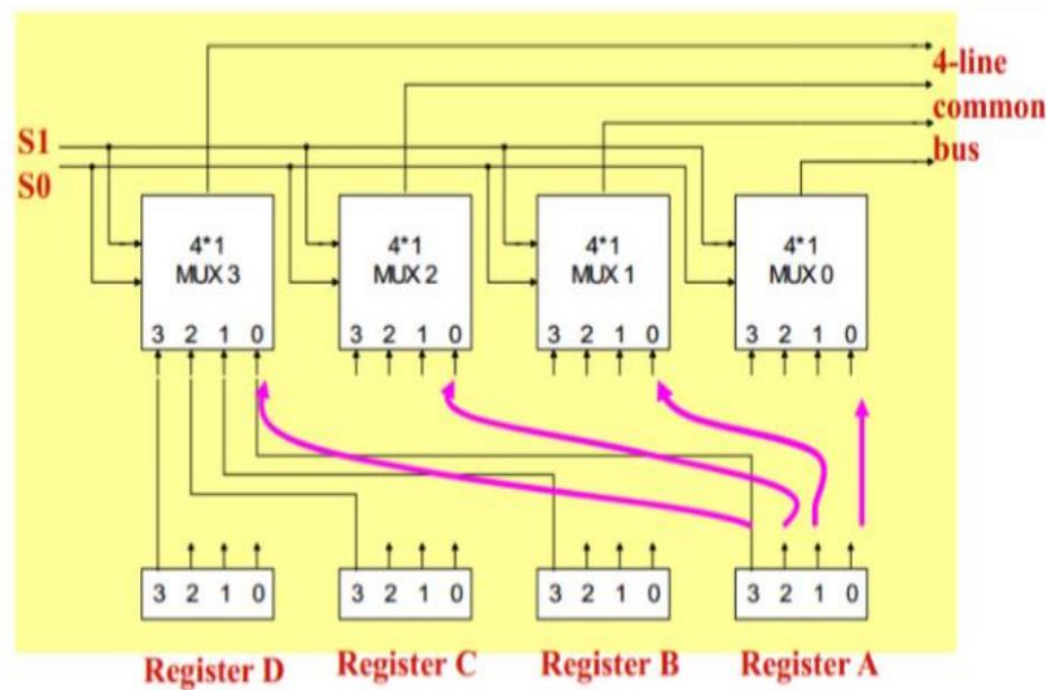 4-line
common
bus
S1
S0
4*1
MUX 3
4*1
MUX 2
4*1
MUX 1
4*1
MUX 0
3 2 1 0
3 2 1 0
3 2 1 0
3 2 1 0
3 2 1 0
3 2 1 0
3 2 1 0
3 2 1 0
Register D
Register C
Register B
Register A